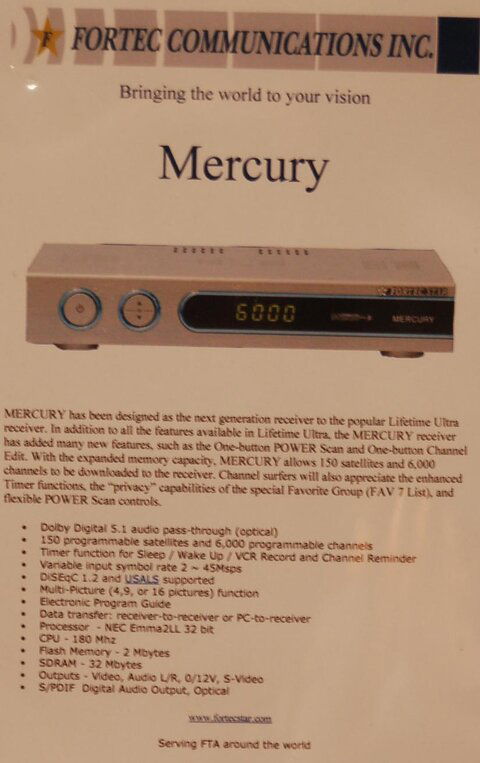 F FORTEC COMMUNICATIONS INC.
Bringing the world to your vision
Mercury
FORTEC STAR
6000
MERCURY
MERCURY has been designed as the next generation receiver to the popular Lifetime Ultra
receiver. In addition to all the features available in Lifetime Ultra, the MERCURY receiver
has added many new features, such as the One-button POWER Scan and One-button Channel
Edit. With the expanded memory capacity, MERCURY allows 150 satellites and 6,000
channels to be downloaded to the receiver. Channel surfers will also appreciate the enhanced
Timer functions, the “privacy” capabilities of the special Favorite Group (FAV 7 List), and
flexible POWER Scan controls.
• Dolby Digital 5.1 audio pass-through (optical)
• 150 programmable satellites and 6,000 programmable channels
• Timer function for Sleep / Wake Up / VCR Record and Channel Reminder
• Variable input symbol rate 2 ~ 45Msps
• DiSEqC 1.2 and USALS supported
• Multi-Picture (4,9, or 16 pictures) function
• Electronic Program Guide
• Data transfer: receiver-to-receiver or PC-to-receiver
• Processor - NEC Emma2LL 32 bit
• CPU - 180 Mhz
• Flash Memory - 2 Mbytes
• SDRAM - 32 Mbytes
• Outputs - Video, Audio L/R, 0/12V, S-Video
• S/PDIF Digital Audio Output, Optical
www.fortecstar.com
Serving FTA around the world